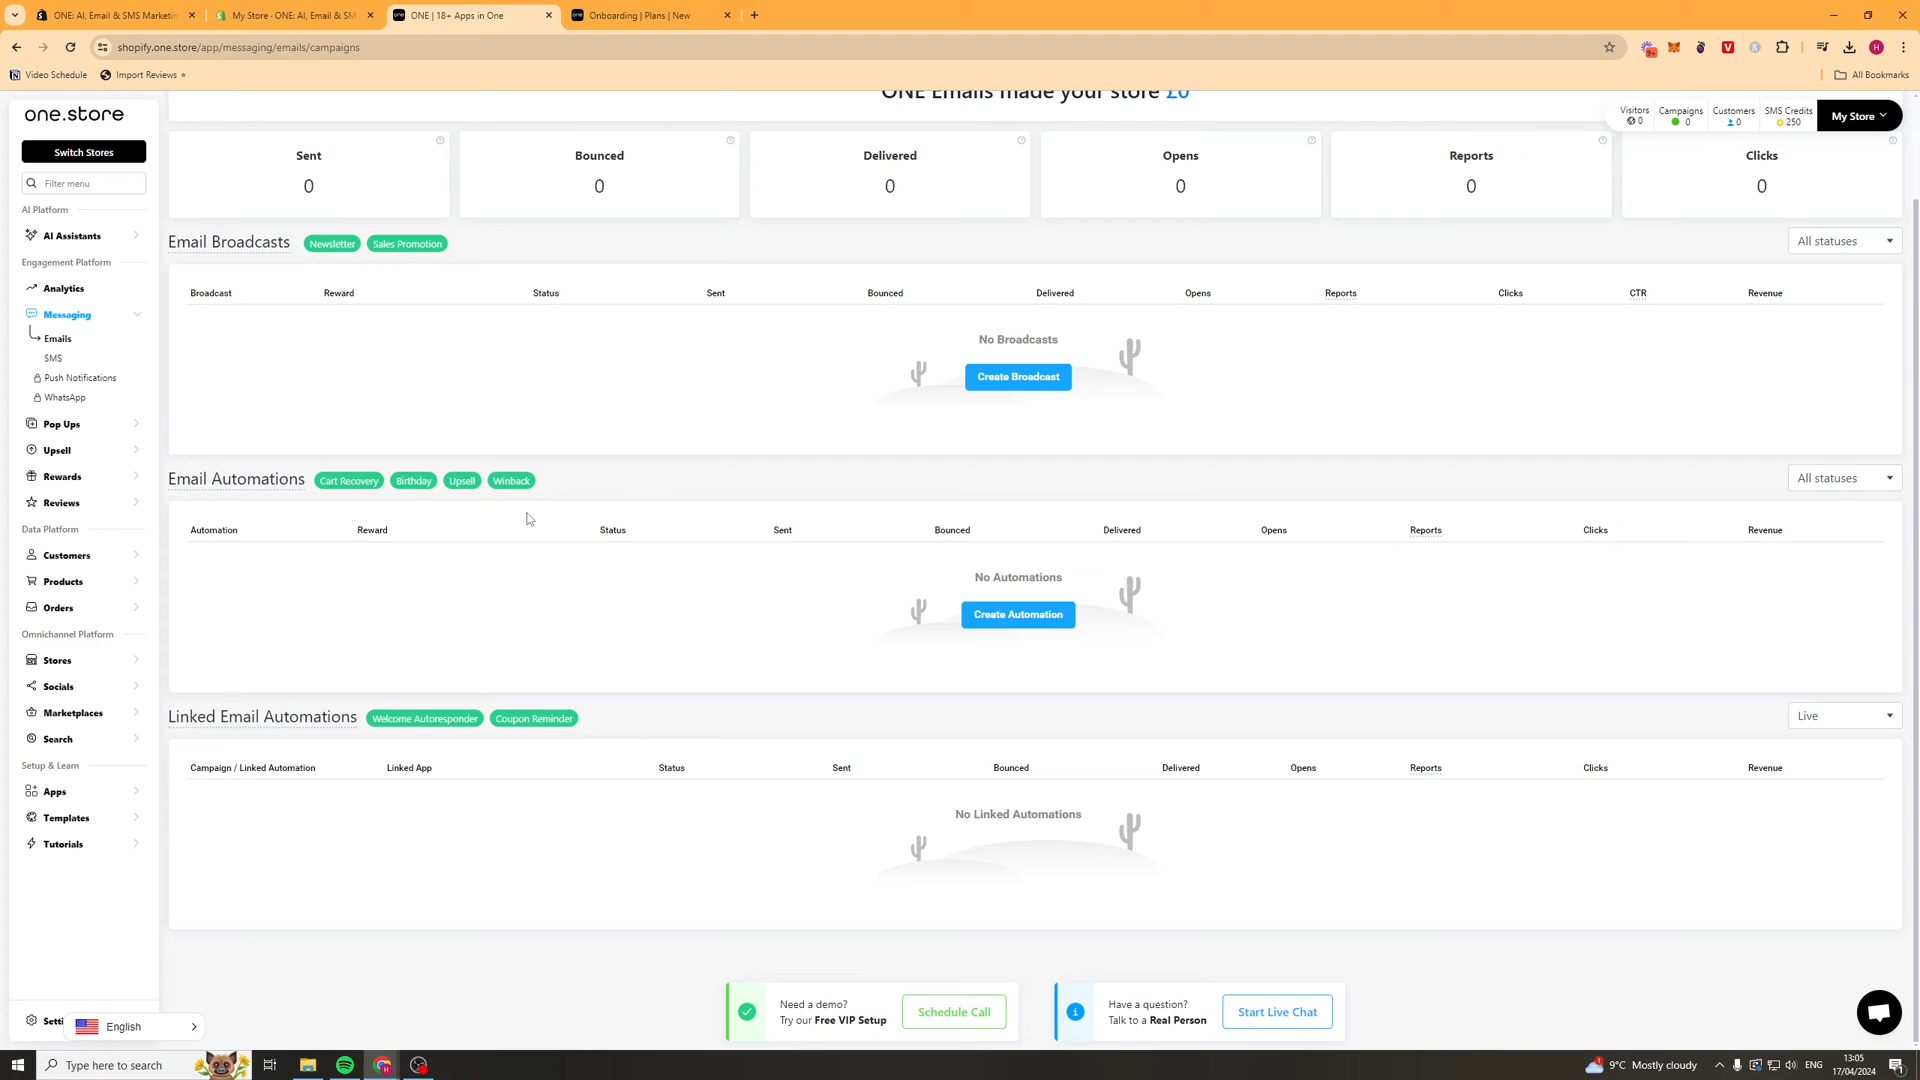 ONE: AI, Email & SMS Marketin
My Store · ONE: AI, Email & SM
ONE | 18+ Apps in One
Onboarding | Plans | New
shopify.one.store/app/messaging/emails/campaigns
9+
Video Schedule
Import Reviews
All Bookmarks
one.store
Switch Stores
Filter menu
AI Platform
AI Assistants
Engagement Platform
Analytics
Messaging
Emails
SMS
Push Notifications
WhatsApp
Pop Ups
Upsell
Rewards
Reviews
Data Platform
Customers
Products
Orders
Omnichannel Platform
Stores
Socials
Marketplaces
Search
Setup & Learn
Apps
Templates
Tutorials
Setti
English
ONE Emails made your store £0
Visitors 0
Campaigns 0
Customers 0
SMS Credits 250
My Store
Sent 0
Bounced 0
Delivered 0
Opens 0
Reports 0
Clicks 0
Email Broadcasts Newsletter Sales Promotion All statuses
Broadcast Reward Status Sent Bounced Delivered Opens Reports Clicks CTR Revenue
No Broadcasts
Create Broadcast
Email Automations Cart Recovery Birthday Upsell Winback All statuses
Automation Reward Status Sent Bounced Delivered Opens Reports Clicks Revenue
No Automations
Create Automation
Linked Email Automations Welcome Autoresponder Coupon Reminder Live
Campaign / Linked Automation Linked App Status Sent Bounced Delivered Opens Reports Clicks Revenue
No Linked Automations
Need a demo?
Try our Free VIP Setup
Schedule Call
Have a question?
Talk to a Real Person
Start Live Chat
Type here to search
9°C Mostly cloudy
ENG
13:05
17/04/2024